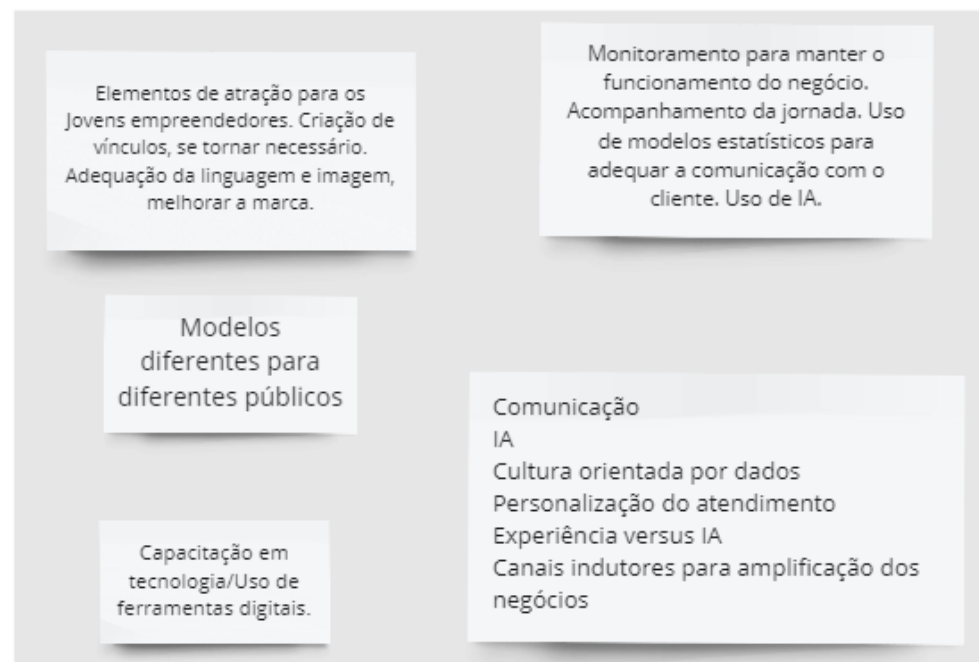 Elementos de atração para os
Jovens empreendedores. Criação de
vínculos, se tornar necessário.
Adequação da linguagem e imagem,
melhorar a marca.
Monitoramento para manter o
funcionamento do negócio.
Acompanhamento da jornada. Uso
de modelos estatísticos para
adequar a comunicação com o
cliente. Uso de IA.
Modelos
diferentes para
diferentes públicos
Comunicação
IA
Cultura orientada por dados
Personalização do atendimento
Experiência versus IA
Canais indutores para amplificação dos
negócios
Capacitação em
tecnologia/Uso de
ferramentas digitais.